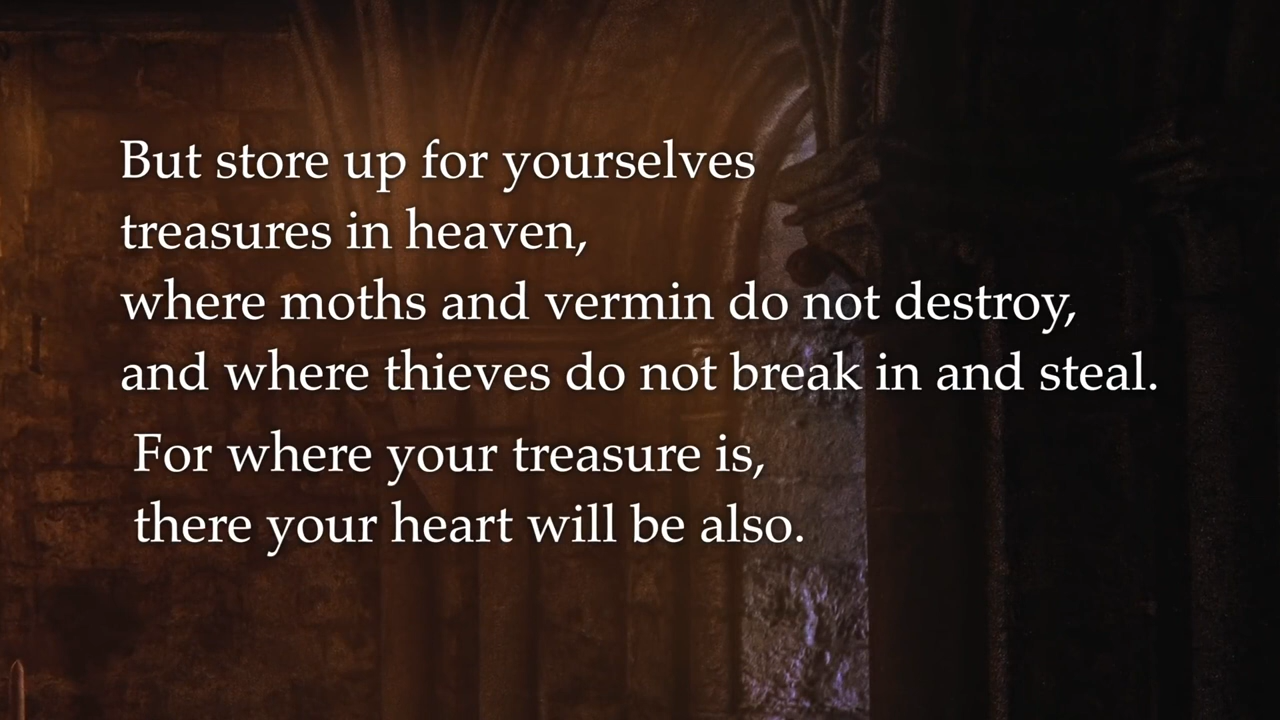 But store up for yourselves
treasures in heaven,
where moths and vermin do not destroy,
and where thieves do not break in and steal.
For where your treasure is,
there your heart will be also.